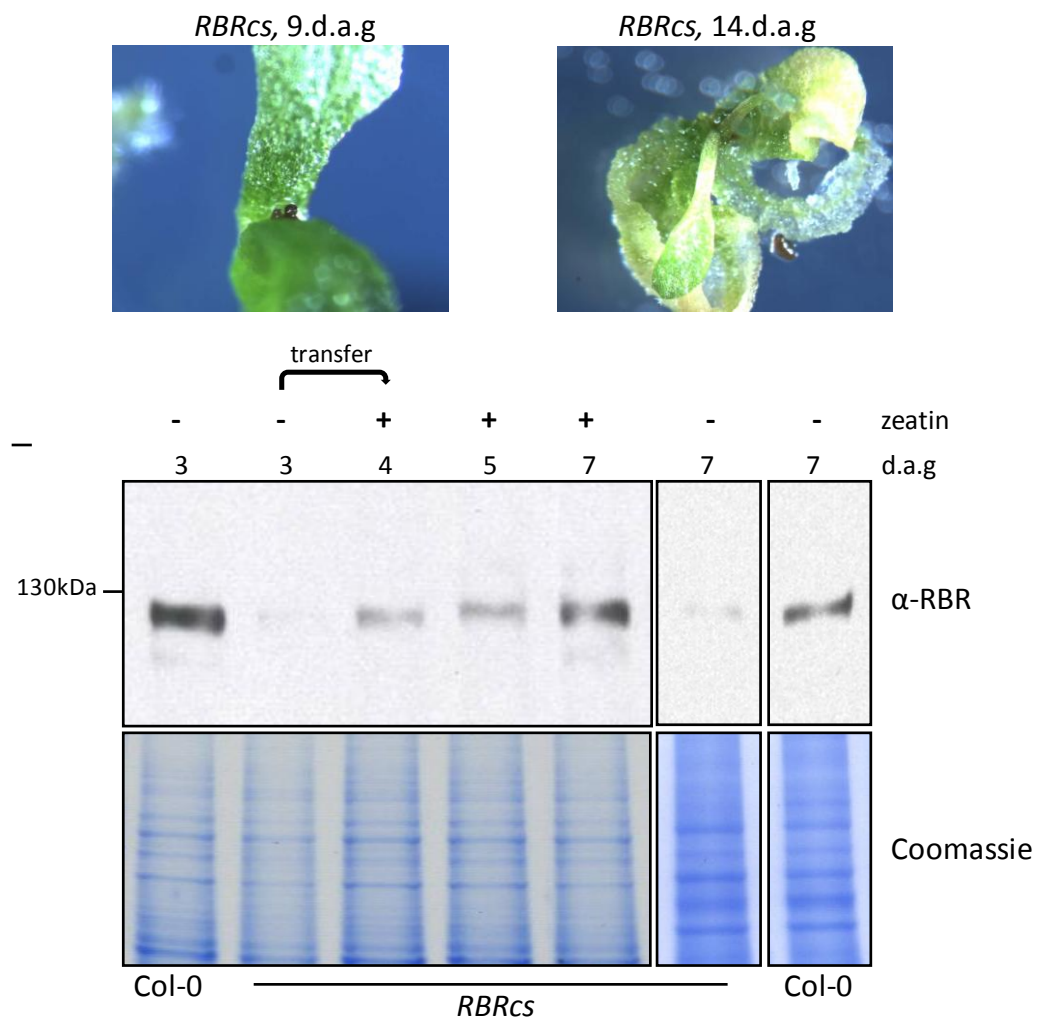 RBRcs, 9.d.a.g
RBRcs, 14.d.a.g
transfer
- - + + + - - zeatin
3 3 4 5 7 7 7 d.a.g
130kDa
α-RBR
Coomassie
Col-0
RBRcs
Col-0